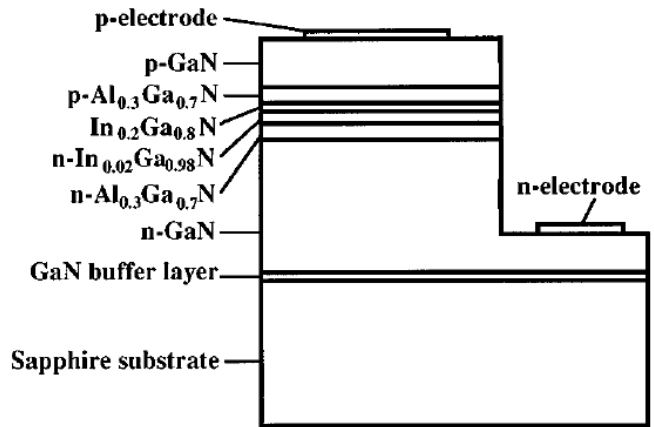 p-electrode
p-GaN
p-Al₀.₃Ga₀.₇N
In₀.₂Ga₀.₈N
n-In₀.₀₂Ga₀.₉₈N
n-Al₀.₃Ga₀.₇N
n-electrode
n-GaN
GaN buffer layer
Sapphire substrate